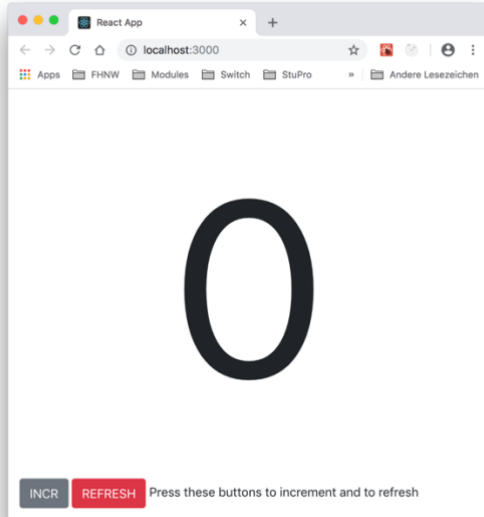 React App
localhost:3000
Apps FHNW Modules Switch StuPro » Andere Lesezeichen
0
INCR REFRESH Press these buttons to increment and to refresh